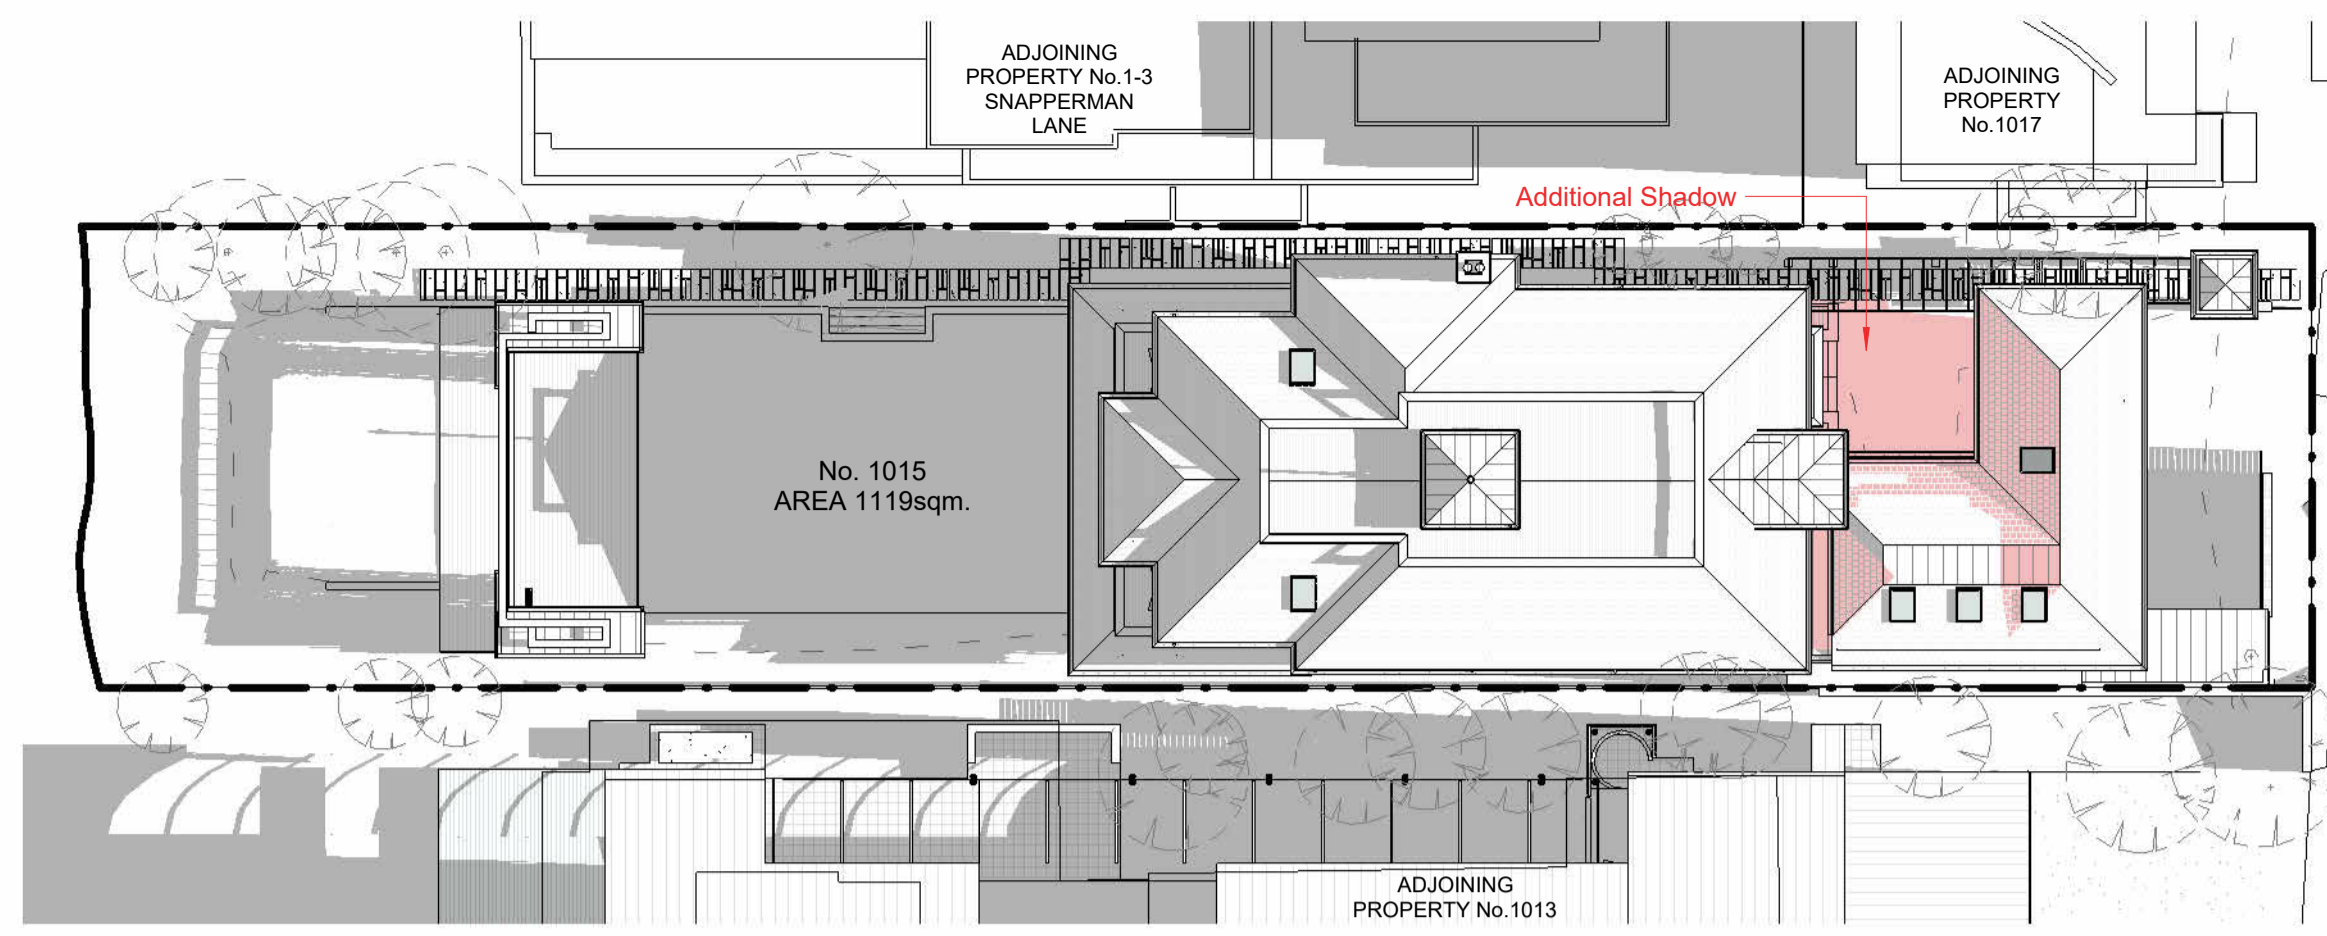 ADJOINING
PROPERTY No.1-3
SNAPPERMAN
LANE
ADJOINING
PROPERTY
No.1017
Additional Shadow
No. 1015
AREA 1119sqm.
ADJOINING
PROPERTY No.1013